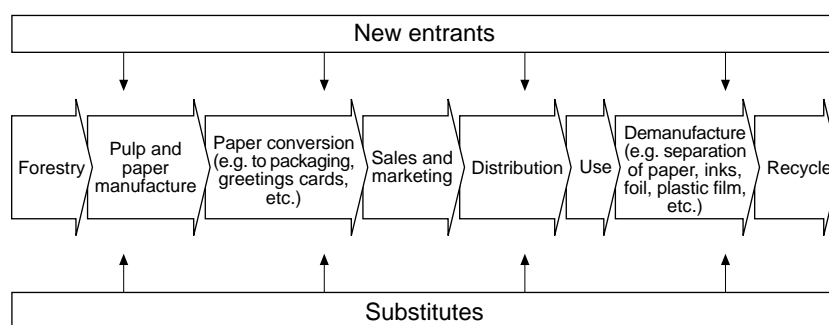 New entrants
Forestry
Pulp and
paper
manufacture
Paper conversion
(e.g. to packaging,
greetings cards,
etc.)
Sales and
marketing
Distribution
Use
Demanufacture
(e.g. separation
of paper, inks,
foil, plastic film,
etc.)
Recycle
Substitutes